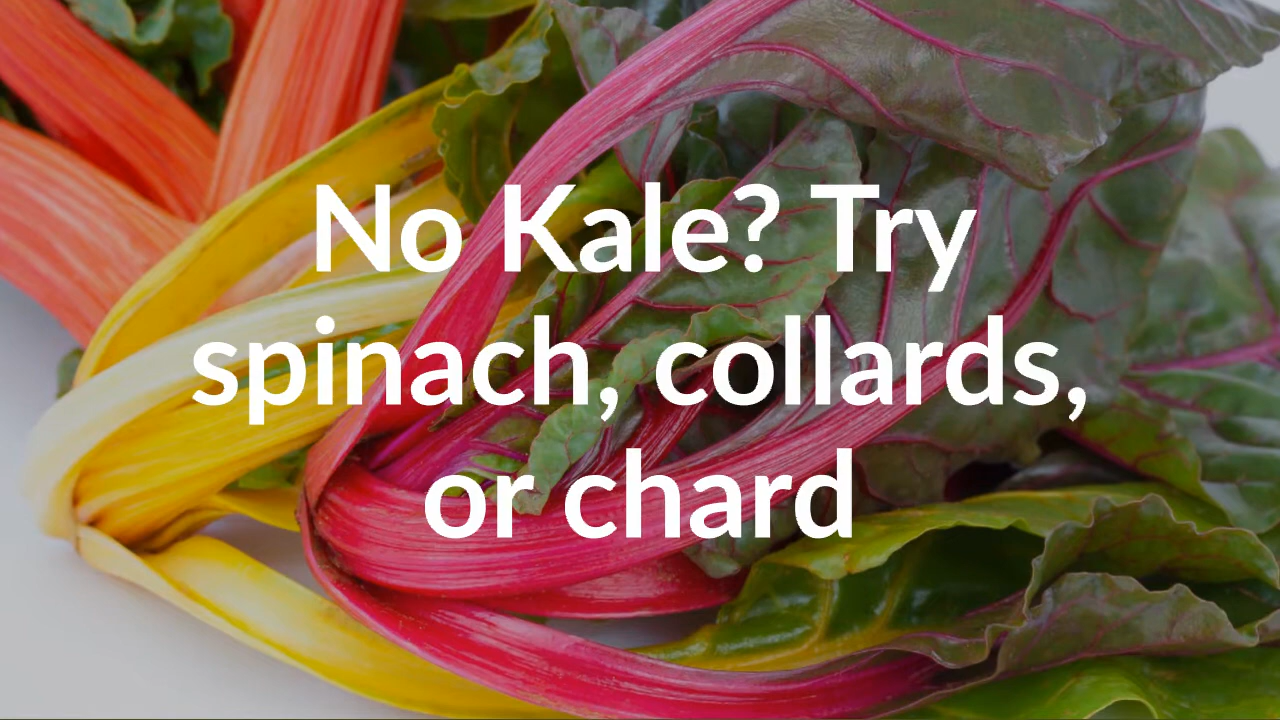 No Kale? Try
spinach, collards,
or chard